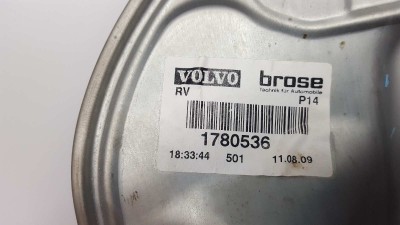 VOLVO brose
Technik für Automobile
RV P14
1780536
18:33:44 501 11.08.09